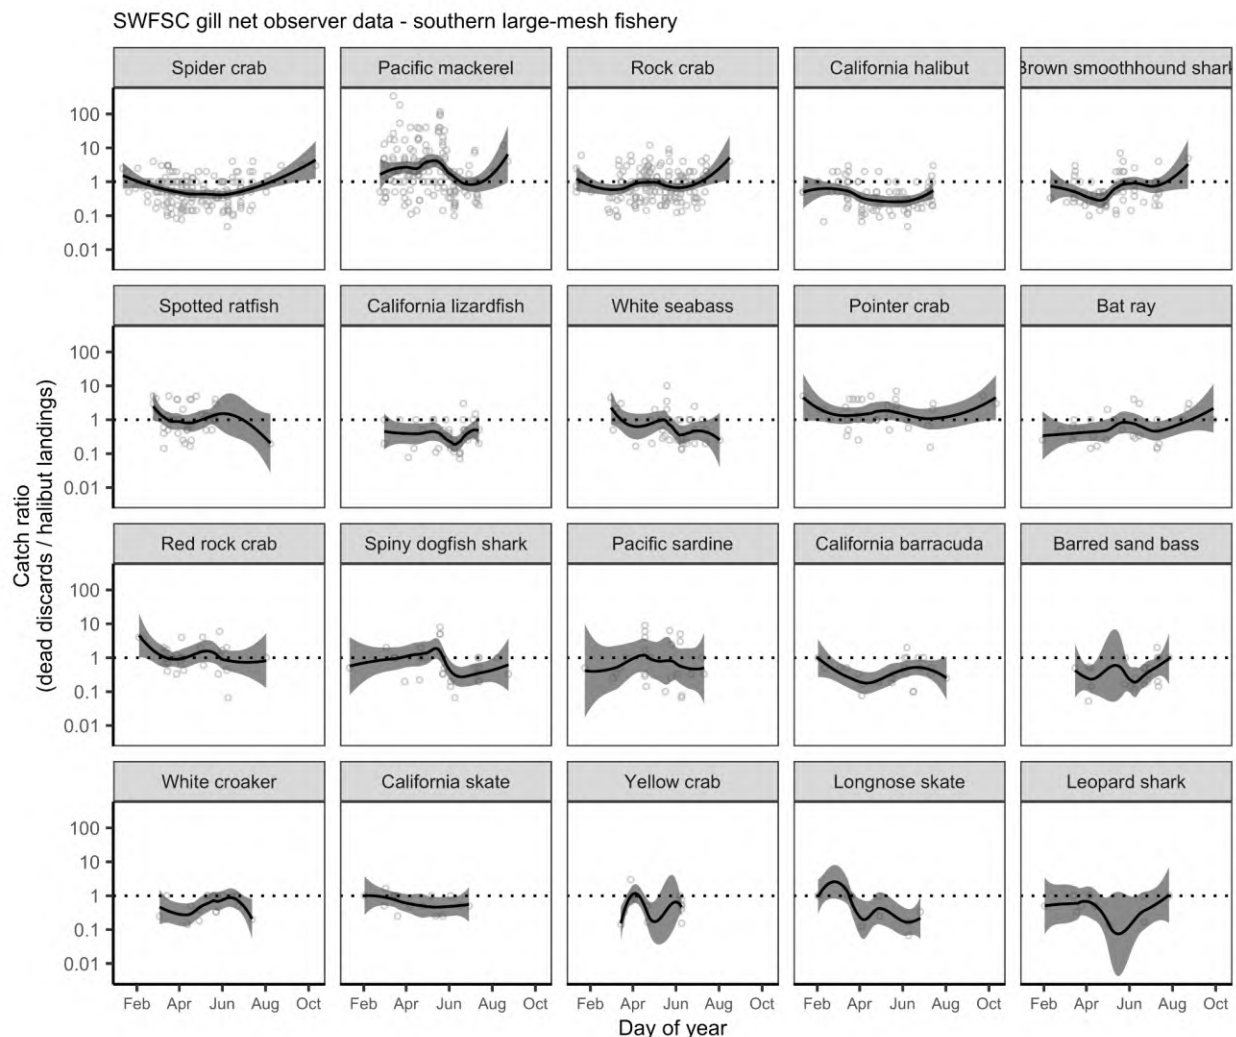 SWFSC gill net observer data - southern large-mesh fishery
Spider crab Pacific mackerel Rock crab California halibut Brown smoothhound shark
100
10
1
0.1
0.01
Spotted ratfish California lizardfish White seabass Pointer crab Bat ray
100
10
1
0.1
0.01
Catch ratio
(dead discards / halibut landings)
Red rock crab Spiny dogfish shark Pacific sardine California barracuda Barred sand bass
100
10
1
0.1
0.01
White croaker California skate Yellow crab Longnose skate Leopard shark
100
10
1
0.1
0.01
Feb Apr Jun Aug Oct Feb Apr Jun Aug Oct Feb Apr Jun Aug Oct Feb Apr Jun Aug Oct Feb Apr Jun Aug Oct
Day of year